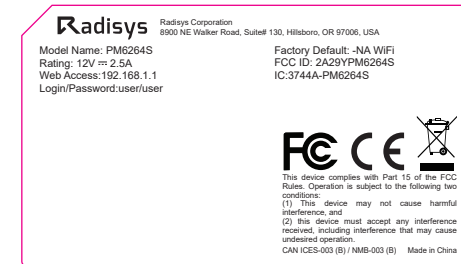 Radisys
Radisys Corporation
8900 NE Walker Road, Suite# 130, Hillsboro, OR 97006, USA
Model Name: PM6264S
Rating: 12V ⎓ 2.5A
Web Access:192.168.1.1
Login/Password:user/user
Factory Default: -NA WiFi
FCC ID: 2A29YPM6264S
IC:3744A-PM6264S
FC CE
This device complies with Part 15 of the FCC
Rules. Operation is subject to the following two
conditions:
(1) This device may not cause harmful
interference, and
(2) this device must accept any interference
received, including interference that may cause
undesired operation.
CAN ICES-003 (B) / NMB-003 (B) Made in China